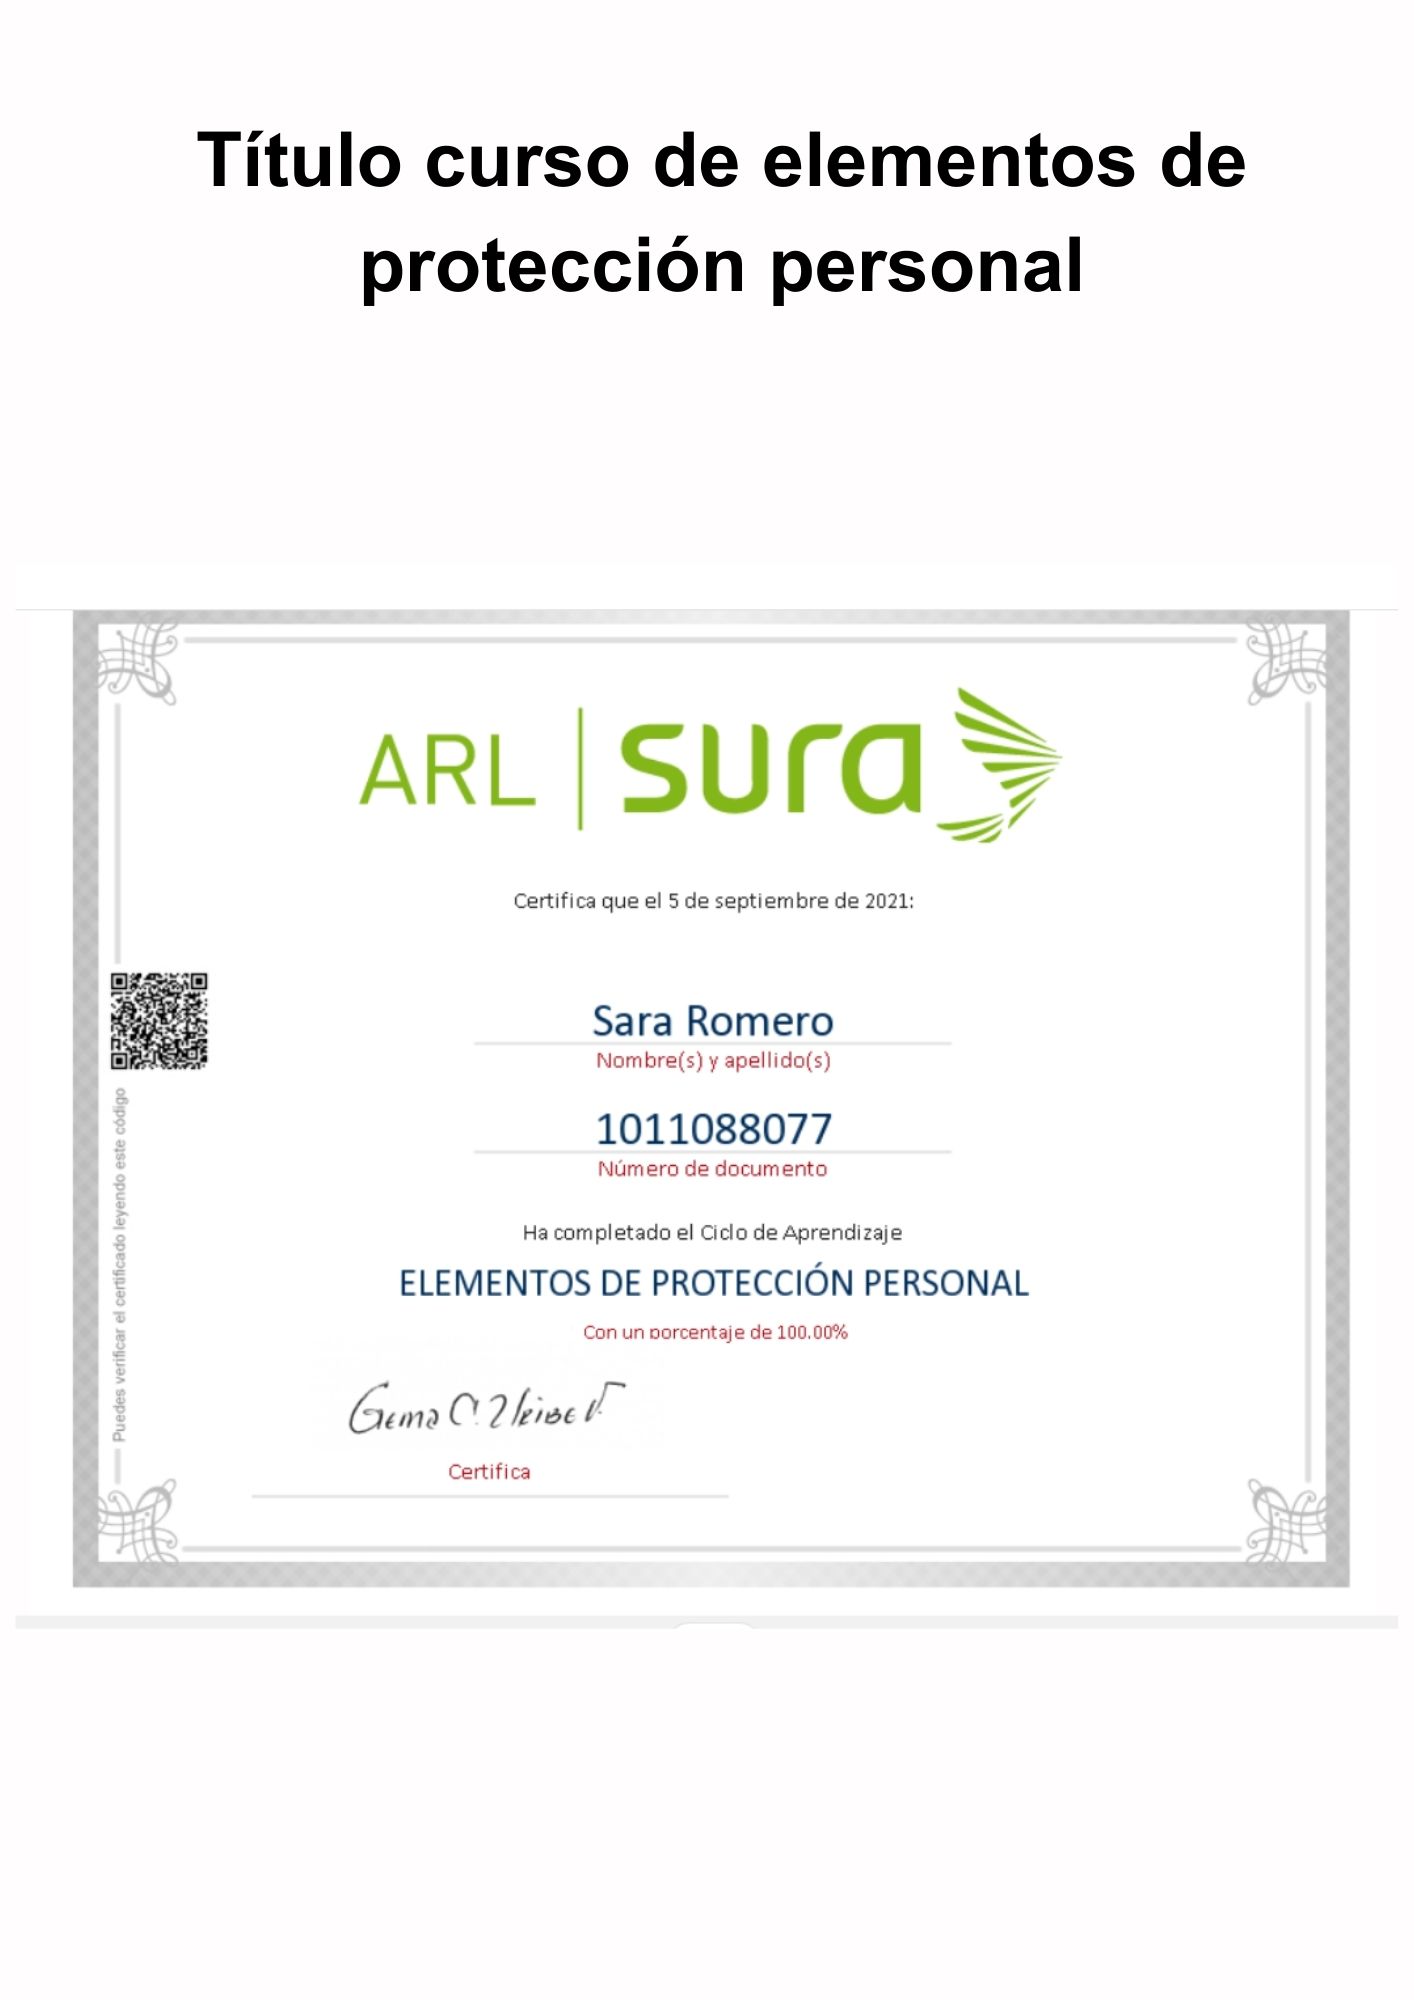 Título curso de elementos de
protección personal
ARL | sura
Certifica que el 5 de septiembre de 2021:
Sara Romero
Nombre(s) y apellido(s)
1011088077
Número de documento
Ha completado el Ciclo de Aprendizaje
ELEMENTOS DE PROTECCIÓN PERSONAL
Con un porcentaje de 100.00%
Certifica
Puedes verificar el certificado leyendo este código